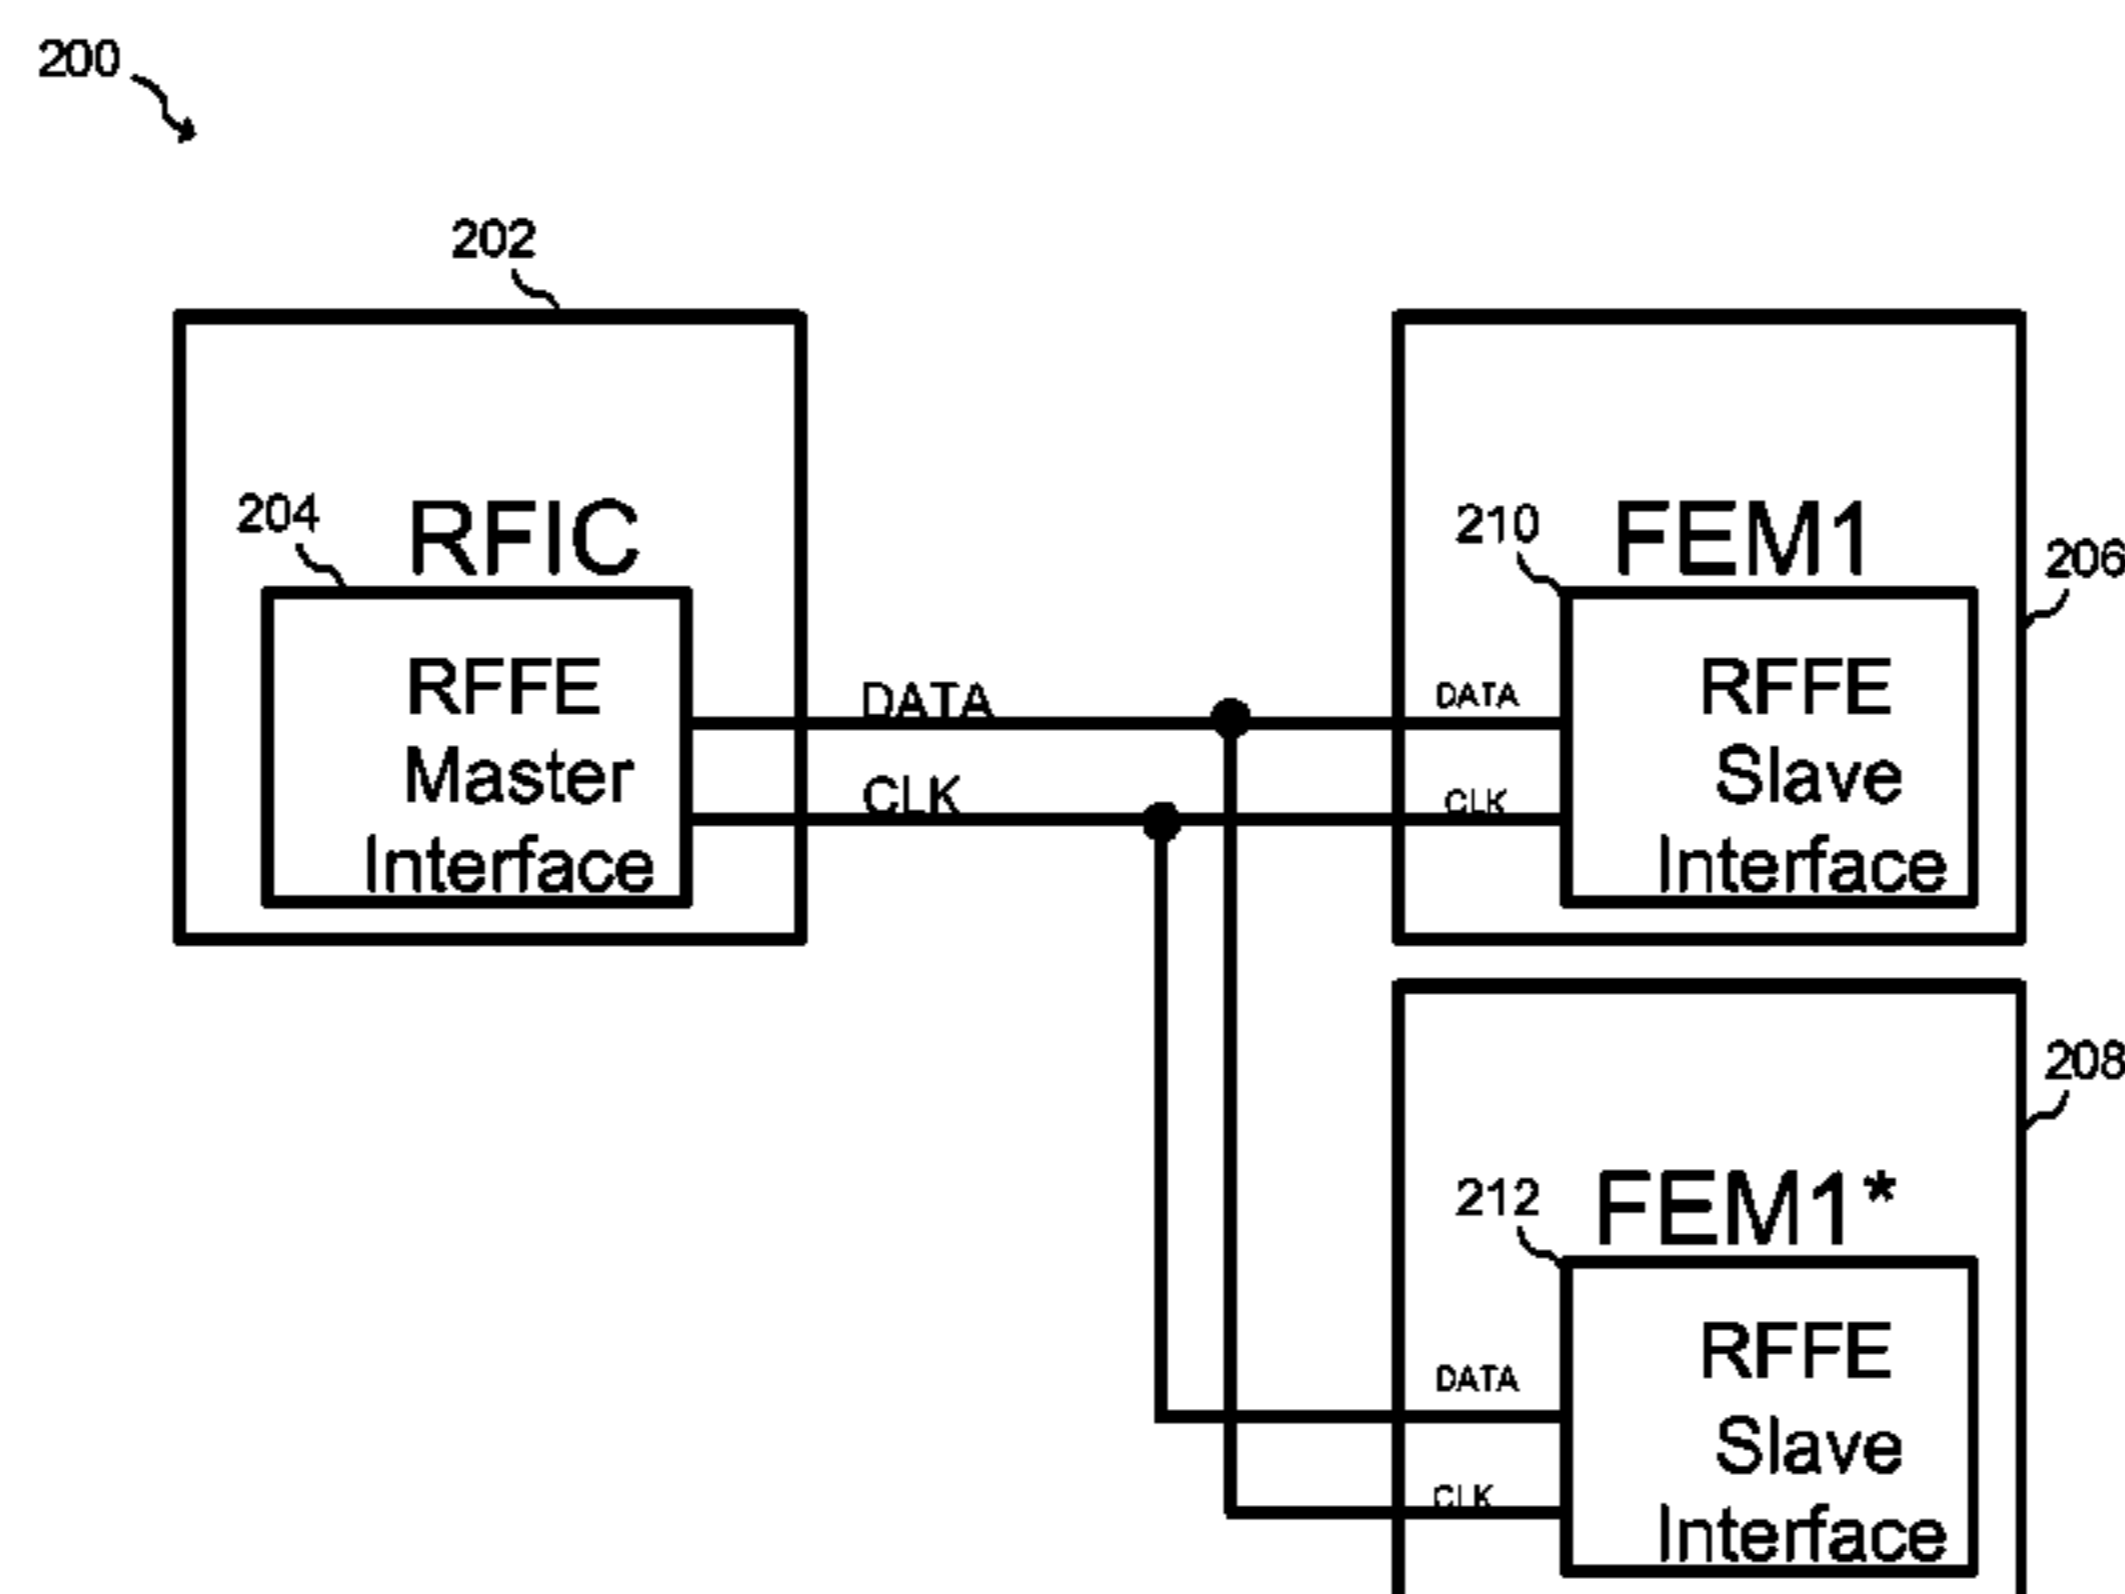 200
202
204
RFIC
RFFE
Master
Interface
DATA
CLK
210
FEM1
206
DATA
CLK
RFFE
Slave
Interface
208
212
FEM1*
DATA
CLK
RFFE
Slave
Interface